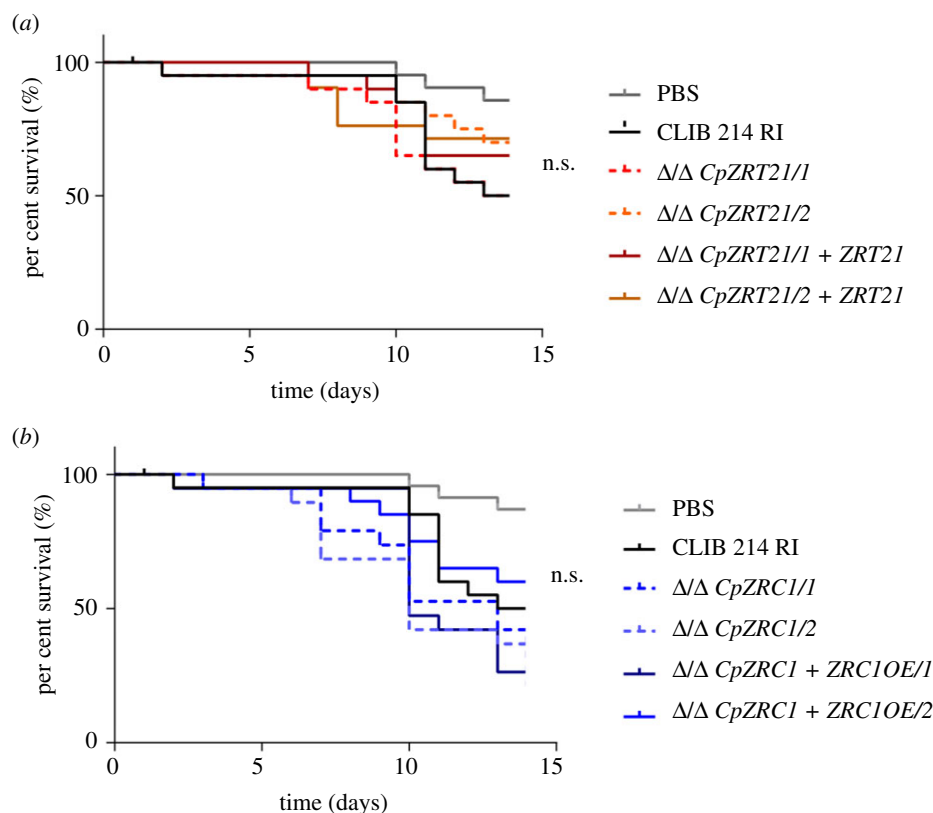 (a)
100
50
0
per cent survival (%)
0 5 10 15
time (days)
n.s.
PBS
CLIB 214 RI
Δ/Δ CpZRT21/1
Δ/Δ CpZRT21/2
Δ/Δ CpZRT21/1 + ZRT21
Δ/Δ CpZRT21/2 + ZRT21
(b)
100
50
0
per cent survival (%)
0 5 10 15
time (days)
n.s.
PBS
CLIB 214 RI
Δ/Δ CpZRC1/1
Δ/Δ CpZRC1/2
Δ/Δ CpZRC1 + ZRC1OE/1
Δ/Δ CpZRC1 + ZRC1OE/2